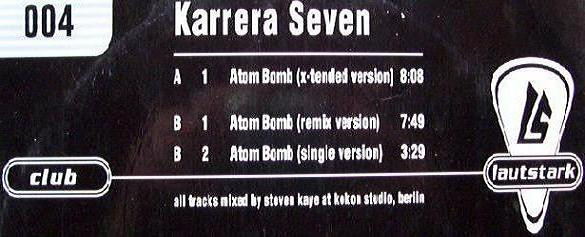 004
Karrera Seven
A 1 Atom Bomb (x-tended version) 8:08
B 1 Atom Bomb (remix version) 7:49
B 2 Atom Bomb (single version) 3:29
LS
club
lautstark
all tracks mixed by steven kaye at kokon studio, berlin